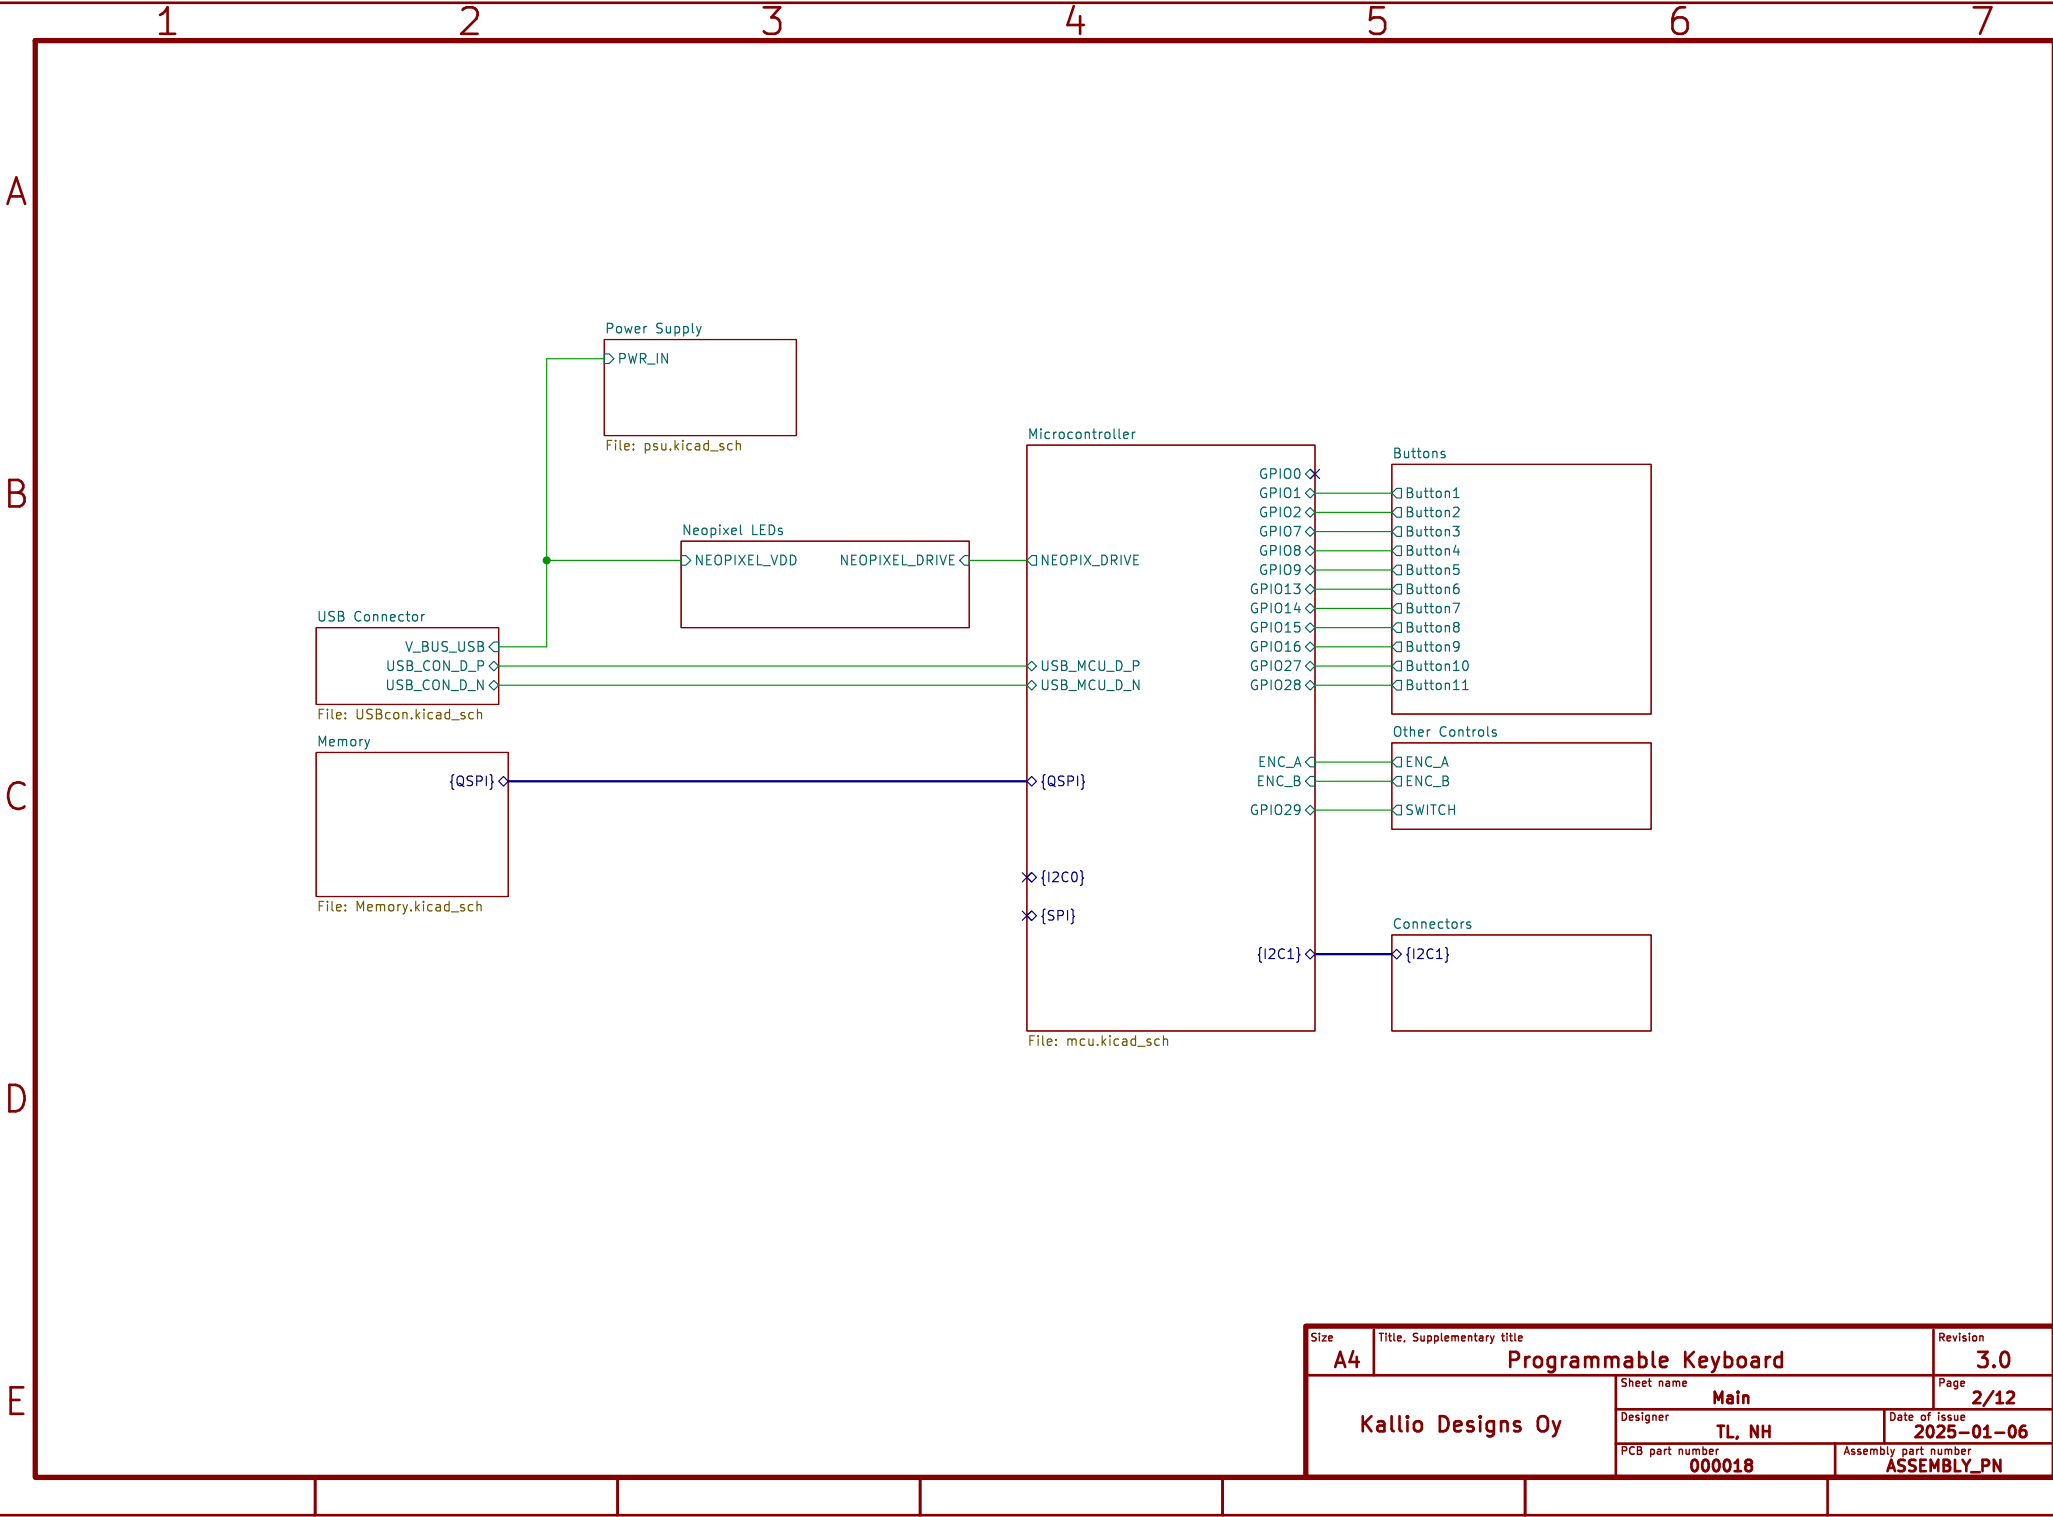 1 2 3 4 5 6 7
A
B
C
D
E
Power Supply
PWR_IN
File: psu.kicad_sch
Neopixel LEDs
NEOPIXEL_VDD NEOPIXEL_DRIVE
USB Connector
V_BUS_USB
USB_CON_D_P
USB_CON_D_N
File: USBcon.kicad_sch
Memory
{QSPI}
File: Memory.kicad_sch
Microcontroller
NEOPIX_DRIVE
USB_MCU_D_P
USB_MCU_D_N
{QSPI}
{I2C0}
{SPI}
GPIO0
GPIO1
GPIO2
GPIO7
GPIO8
GPIO9
GPIO13
GPIO14
GPIO15
GPIO16
GPIO27
GPIO28
ENC_A
ENC_B
GPIO29
{I2C1}
File: mcu.kicad_sch
Buttons
Button1
Button2
Button3
Button4
Button5
Button6
Button7
Button8
Button9
Button10
Button11
Other Controls
ENC_A
ENC_B
SWITCH
Connectors
{I2C1}
Size
A4
Title, Supplementary title
Programmable Keyboard
Revision
3.0
Kallio Designs Oy
Sheet name
Main
Page
2/12
Designer
TL, NH
Date of issue
2025-01-06
PCB part number
000018
Assembly part number
ASSEMBLY_PN